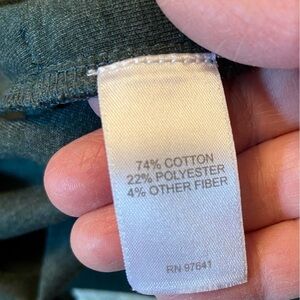 74% COTTON
22% POLYESTER
4% OTHER FIBER
RN 97641